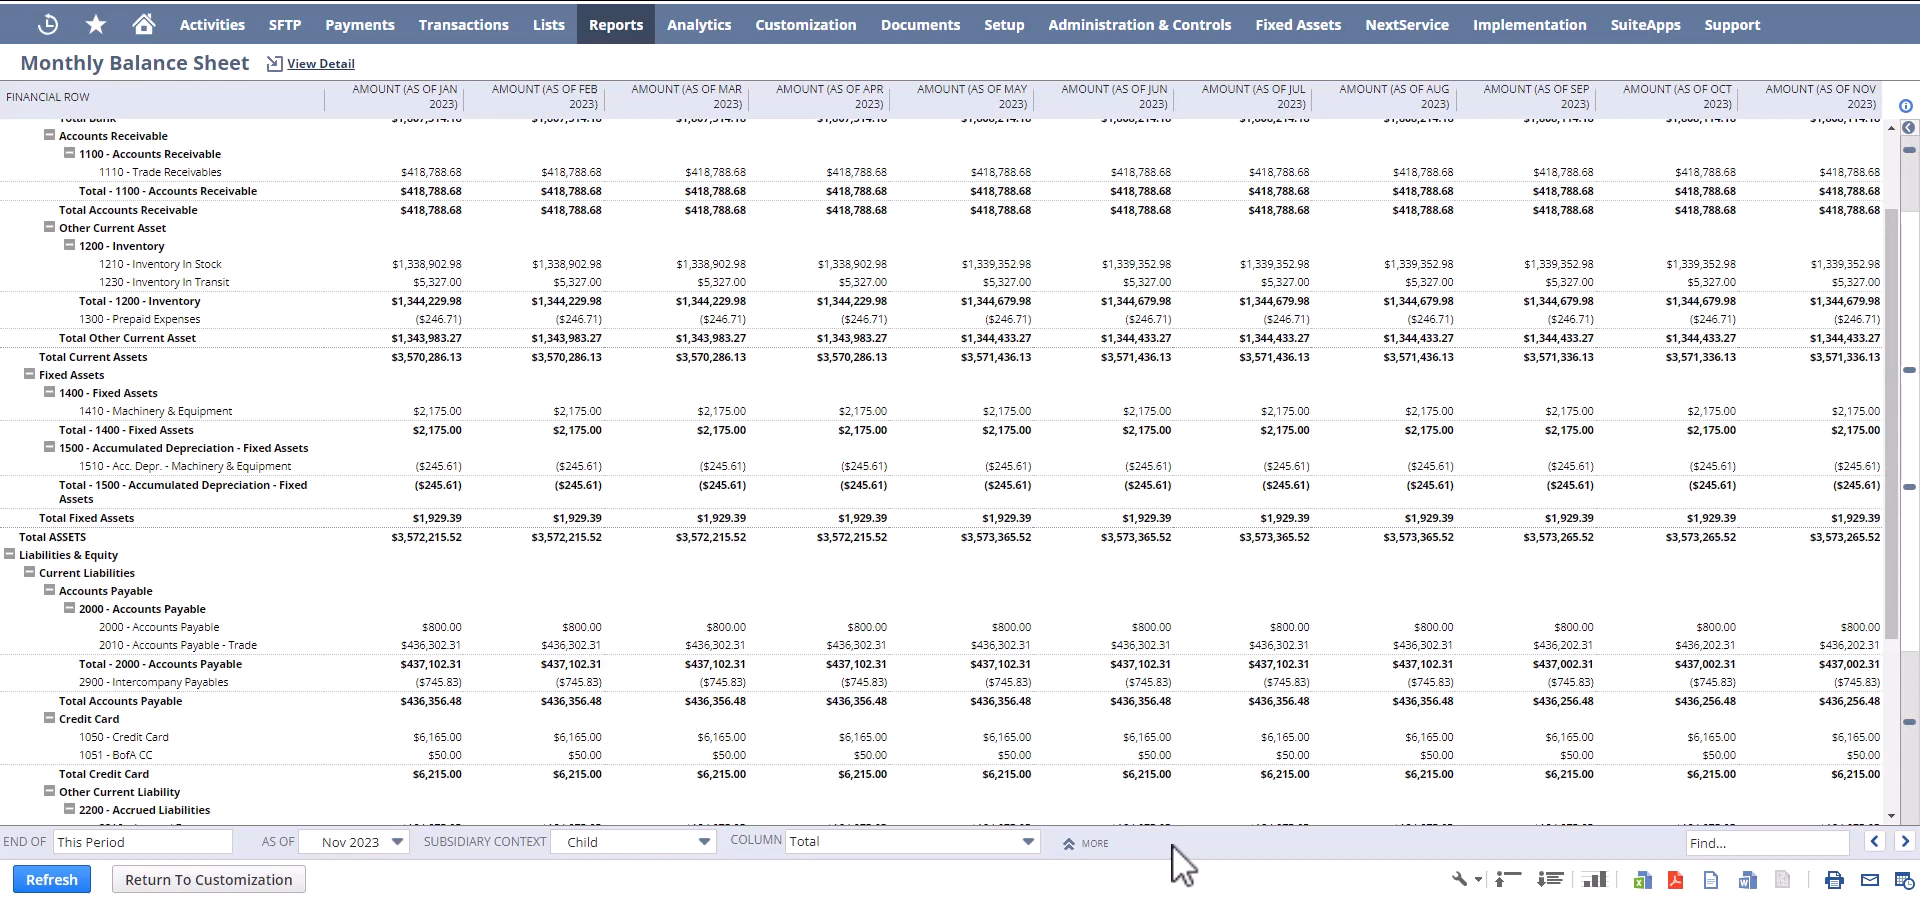 Activities SFTP Payments Transactions Lists Reports Analytics Customization Documents Setup Administration & Controls Fixed Assets NextService Implementation SuiteApps Support
Monthly Balance Sheet View Detail
FINANCIAL ROW AMOUNT (AS OF JAN 2023) AMOUNT (AS OF FEB 2023) AMOUNT (AS OF MAR 2023) AMOUNT (AS OF APR 2023) AMOUNT (AS OF MAY 2023) AMOUNT (AS OF JUN 2023) AMOUNT (AS OF JUL 2023) AMOUNT (AS OF AUG 2023) AMOUNT (AS OF SEP 2023) AMOUNT (AS OF OCT 2023) AMOUNT (AS OF NOV 2023)
Total Bank
Accounts Receivable
1100 - Accounts Receivable
1110 - Trade Receivables $418,788.68 $418,788.68 $418,788.68 $418,788.68 $418,788.68 $418,788.68 $418,788.68 $418,788.68 $418,788.68 $418,788.68 $418,788.68
Total - 1100 - Accounts Receivable $418,788.68 $418,788.68 $418,788.68 $418,788.68 $418,788.68 $418,788.68 $418,788.68 $418,788.68 $418,788.68 $418,788.68 $418,788.68
Total Accounts Receivable $418,788.68 $418,788.68 $418,788.68 $418,788.68 $418,788.68 $418,788.68 $418,788.68 $418,788.68 $418,788.68 $418,788.68 $418,788.68
Other Current Asset
1200 - Inventory
1210 - Inventory In Stock $1,338,902.98 $1,338,902.98 $1,338,902.98 $1,338,902.98 $1,339,352.98 $1,339,352.98 $1,339,352.98 $1,339,352.98 $1,339,352.98 $1,339,352.98 $1,339,352.98
1230 - Inventory In Transit $5,327.00 $5,327.00 $5,327.00 $5,327.00 $5,327.00 $5,327.00 $5,327.00 $5,327.00 $5,327.00 $5,327.00 $5,327.00
Total - 1200 - Inventory $1,344,229.98 $1,344,229.98 $1,344,229.98 $1,344,229.98 $1,344,679.98 $1,344,679.98 $1,344,679.98 $1,344,679.98 $1,344,679.98 $1,344,679.98 $1,344,679.98
1300 - Prepaid Expenses ($246.71) ($246.71) ($246.71) ($246.71) ($246.71) ($246.71) ($246.71) ($246.71) ($246.71) ($246.71) ($246.71)
Total Other Current Asset $1,343,983.27 $1,343,983.27 $1,343,983.27 $1,343,983.27 $1,344,433.27 $1,344,433.27 $1,344,433.27 $1,344,433.27 $1,344,433.27 $1,344,433.27 $1,344,433.27
Total Current Assets $3,570,286.13 $3,570,286.13 $3,570,286.13 $3,570,286.13 $3,571,436.13 $3,571,436.13 $3,571,436.13 $3,571,436.13 $3,571,336.13 $3,571,336.13 $3,571,336.13
Fixed Assets
1400 - Fixed Assets
1410 - Machinery & Equipment $2,175.00 $2,175.00 $2,175.00 $2,175.00 $2,175.00 $2,175.00 $2,175.00 $2,175.00 $2,175.00 $2,175.00 $2,175.00
Total - 1400 - Fixed Assets $2,175.00 $2,175.00 $2,175.00 $2,175.00 $2,175.00 $2,175.00 $2,175.00 $2,175.00 $2,175.00 $2,175.00 $2,175.00
1500 - Accumulated Depreciation - Fixed Assets
1510 - Acc. Depr. - Machinery & Equipment ($245.61) ($245.61) ($245.61) ($245.61) ($245.61) ($245.61) ($245.61) ($245.61) ($245.61) ($245.61) ($245.61)
Total - 1500 - Accumulated Depreciation - Fixed ($245.61) ($245.61) ($245.61) ($245.61) ($245.61) ($245.61) ($245.61) ($245.61) ($245.61) ($245.61) ($245.61)
Assets
Total Fixed Assets $1,929.39 $1,929.39 $1,929.39 $1,929.39 $1,929.39 $1,929.39 $1,929.39 $1,929.39 $1,929.39 $1,929.39 $1,929.39
Total ASSETS $3,572,215.52 $3,572,215.52 $3,572,215.52 $3,572,215.52 $3,573,365.52 $3,573,365.52 $3,573,365.52 $3,573,365.52 $3,573,265.52 $3,573,265.52 $3,573,265.52
Liabilities & Equity
Current Liabilities
Accounts Payable
2000 - Accounts Payable
2000 - Accounts Payable $800.00 $800.00 $800.00 $800.00 $800.00 $800.00 $800.00 $800.00 $800.00 $800.00 $800.00
2010 - Accounts Payable - Trade $436,302.31 $436,302.31 $436,302.31 $436,302.31 $436,302.31 $436,302.31 $436,302.31 $436,302.31 $436,202.31 $436,202.31 $436,202.31
Total - 2000 - Accounts Payable $437,102.31 $437,102.31 $437,102.31 $437,102.31 $437,102.31 $437,102.31 $437,102.31 $437,102.31 $437,002.31 $437,002.31 $437,002.31
2900 - Intercompany Payables ($745.83) ($745.83) ($745.83) ($745.83) ($745.83) ($745.83) ($745.83) ($745.83) ($745.83) ($745.83) ($745.83)
Total Accounts Payable $436,356.48 $436,356.48 $436,356.48 $436,356.48 $436,356.48 $436,356.48 $436,356.48 $436,356.48 $436,256.48 $436,256.48 $436,256.48
Credit Card
1050 - Credit Card $6,165.00 $6,165.00 $6,165.00 $6,165.00 $6,165.00 $6,165.00 $6,165.00 $6,165.00 $6,165.00 $6,165.00 $6,165.00
1051 - BofA CC $50.00 $50.00 $50.00 $50.00 $50.00 $50.00 $50.00 $50.00 $50.00 $50.00 $50.00
Total Credit Card $6,215.00 $6,215.00 $6,215.00 $6,215.00 $6,215.00 $6,215.00 $6,215.00 $6,215.00 $6,215.00 $6,215.00 $6,215.00
Other Current Liability
2200 - Accrued Liabilities
END OF This Period AS OF Nov 2023 SUBSIDIARY CONTEXT Child COLUMN Total MORE Find...
Refresh Return To Customization